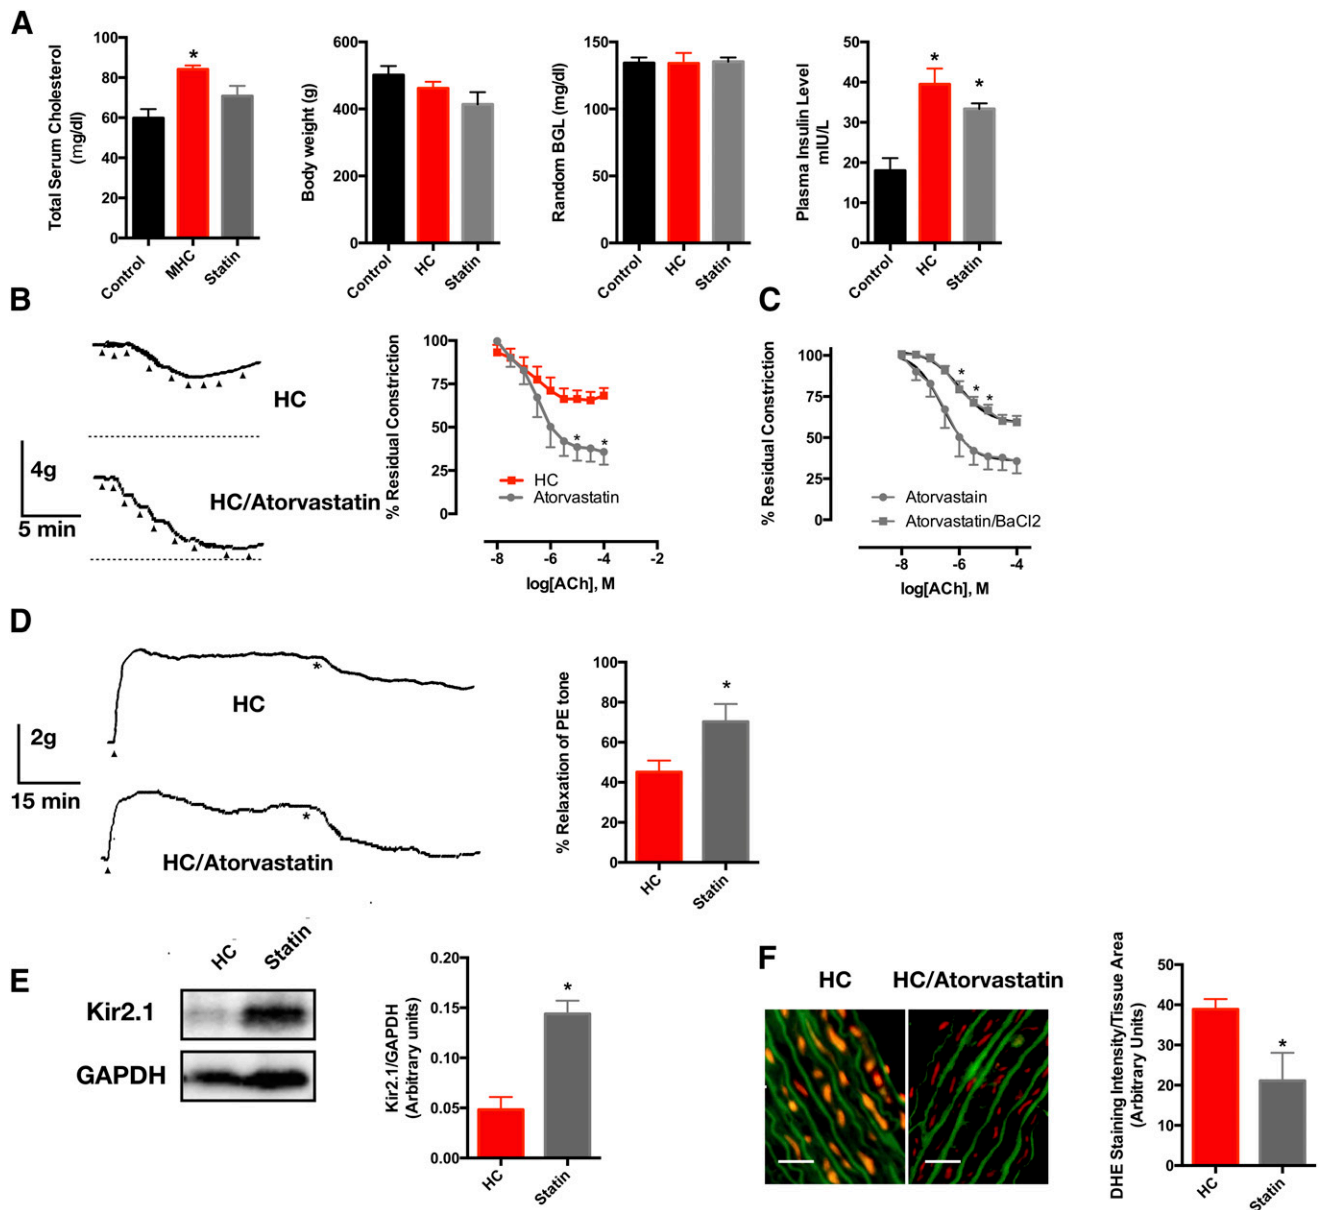 A
Total Serum Cholesterol
(mg/dl)
100
80
60
40
20
0
*
Control
MHC
Statin
Body weight (g)
600
400
200
0
Control
HC
Statin
Random BGL (mg/dl)
150
100
50
0
Control
HC
Statin
Plasma Insulin Level
mIU/L
50
40
30
20
10
0
*
*
Control
HC
Statin
B
HC
4g
5 min
HC/Atorvastatin
% Residual Constriction
100
75
50
25
0
*
*
HC
Atorvastatin
-8
-6
-4
-2
log[ACh], M
C
% Residual Constriction
100
75
50
25
0
*
*
*
Atorvastain
Atorvastatin/BaCl2
-8
-6
-4
log[ACh], M
D
*
HC
2g
15 min
*
HC/Atorvastatin
% Relaxation of PE tone
100
80
60
40
20
0
*
HC
Statin
E
HC
Statin
Kir2.1
GAPDH
Kir2.1/GAPDH
(Arbitrary units)
0.20
0.15
0.10
0.05
0.00
*
HC
Statin
F
HC
HC/Atorvastatin
DHE Staining Intensity/Tissue Area
(Arbitrary Units)
50
40
30
20
10
0
*
HC
Statin